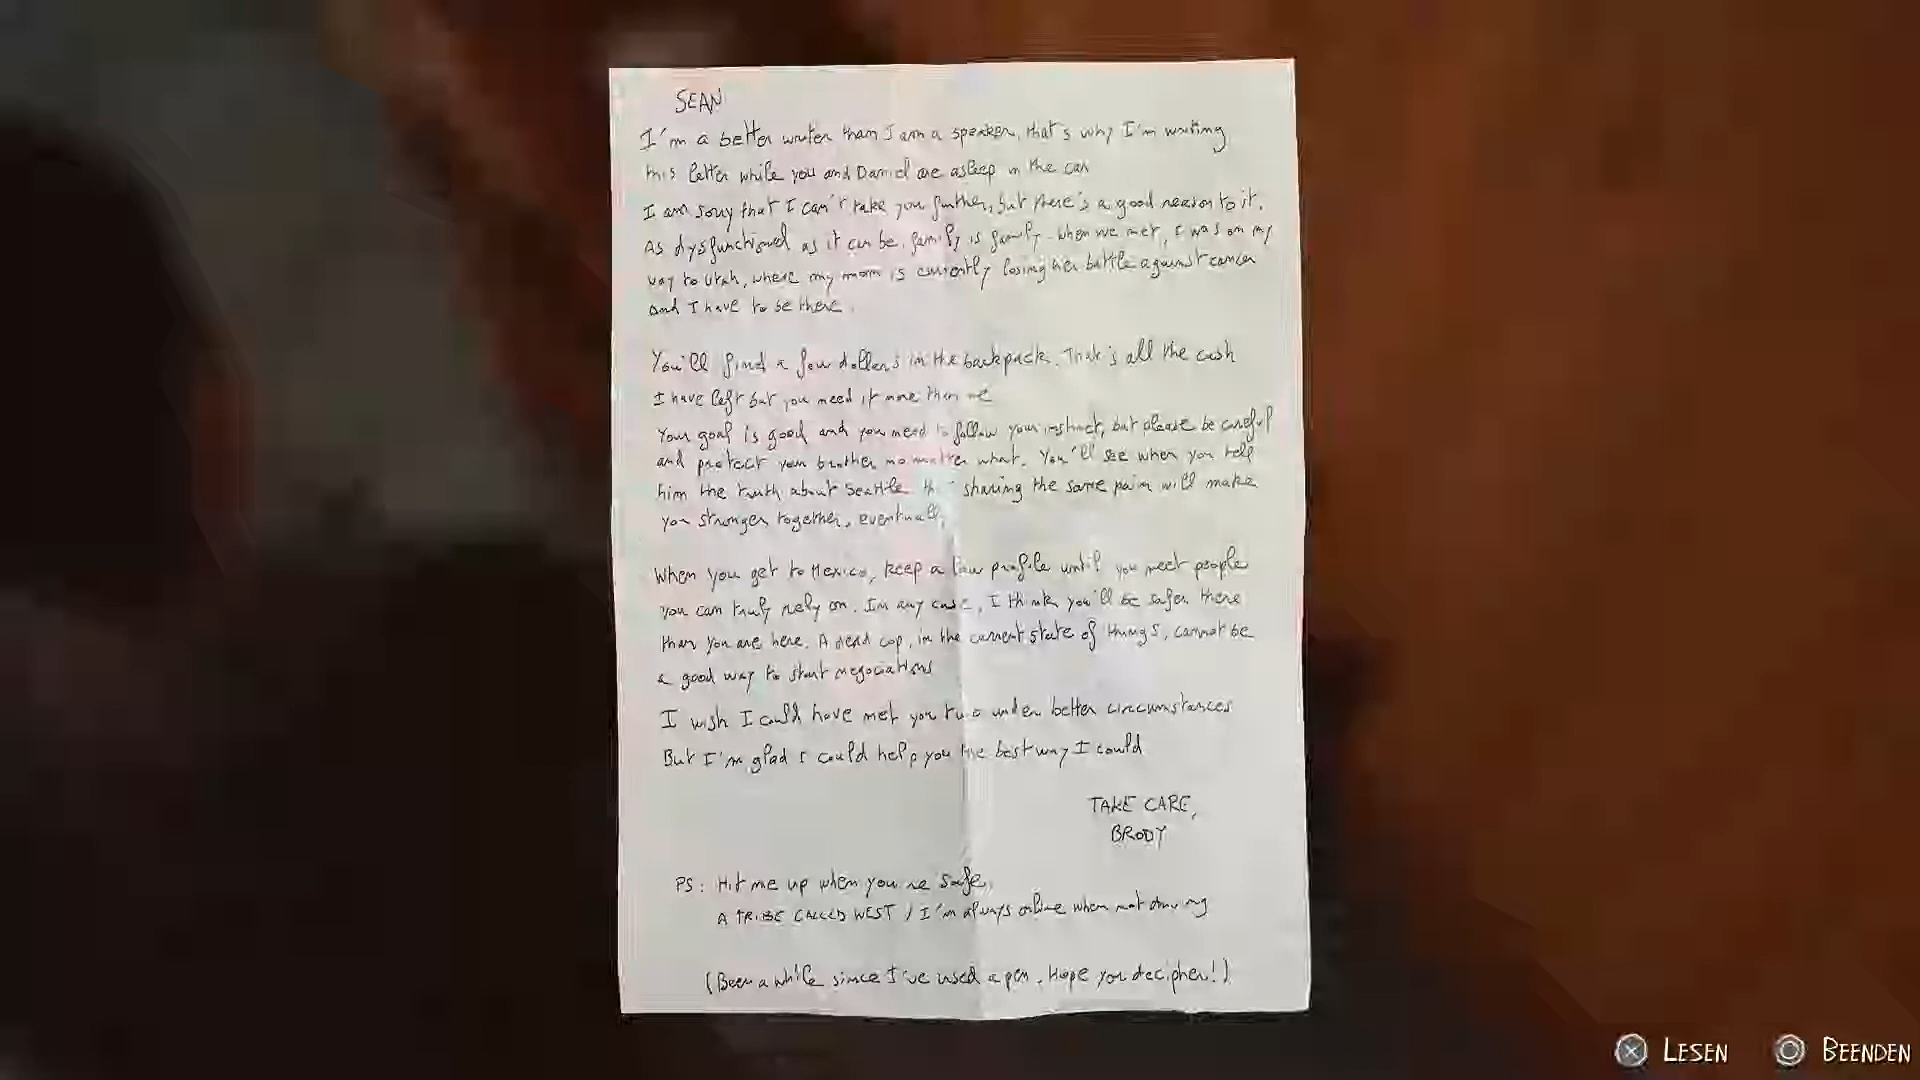 SEAN
I'm a better writer than I am a speaker, that's why I'm writing
this letter while you and Daniel are asleep in the car
I am sorry that I can't take you further, but there's a good reason to it.
As dysfunctional as it can be, family is family. When we met, I was on my
way to Utah, where my mom is currently losing her battle against cancer
and I have to be there.
You'll find a few dollars in the backpack. That's all the cash
I have left but you need it more than me
Your goal is good and you need to follow your instinct, but please be careful
and protect your brother no matter what. You'll see when you tell
him the truth about Seattle that sharing the same pain will make
you stronger together, eventually
When you get to Mexico, keep a low profile until you meet people
you can truly rely on. In any case, I think you'll be safer there
than you are here. A dead cop, in the current state of things, cannot be
a good way to start negociations
I wish I could have met you two under better circumstances
But I'm glad I could help you the best way I could
TAKE CARE,
BRODY
PS: Hit me up when you're safe.
A TRIBE CALLED WEST / I'm always online when not driving
(Been a while since I've used a pen. Hope you decipher!)
LESEN BEENDEN